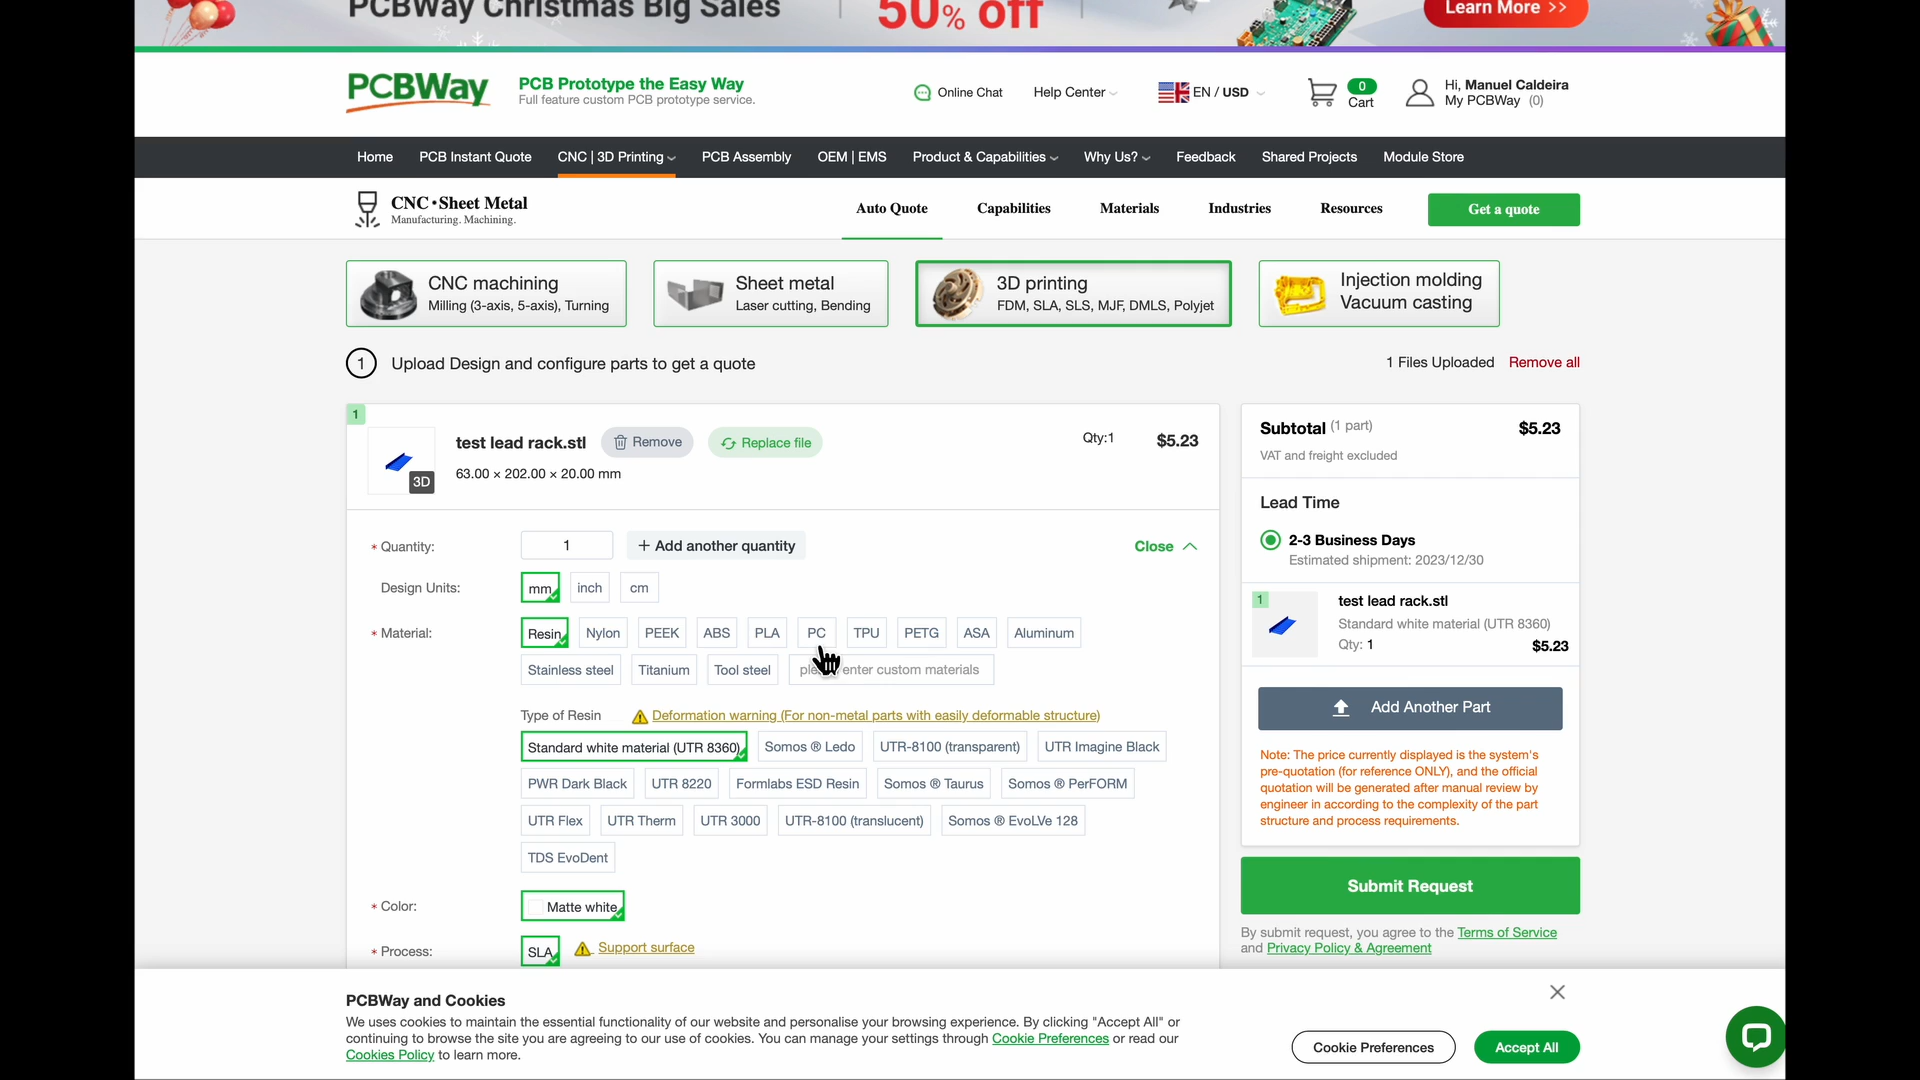 PCBWay Christmas Big Sales
50% off
Learn More >>
PCBWay
PCB Prototype the Easy Way
Full feature custom PCB prototype service.
Online Chat
Help Center
EN / USD
0
Cart
Hi, Manuel Caldeira
My PCBWay (0)
Home
PCB Instant Quote
CNC | 3D Printing
PCB Assembly
OEM | EMS
Product & Capabilities
Why Us?
Feedback
Shared Projects
Module Store
CNC • Sheet Metal
Manufacturing. Machining.
Auto Quote
Capabilities
Materials
Industries
Resources
Get a quote
CNC machining
Milling (3-axis, 5-axis), Turning
Sheet metal
Laser cutting, Bending
3D printing
FDM, SLA, SLS, MJF, DMLS, Polyjet
Injection molding
Vacuum casting
1 Upload Design and configure parts to get a quote
1 Files Uploaded Remove all
1
test lead rack.stl
Remove
Replace file
Qty:1
$5.23
3D
63.00 × 202.00 × 20.00 mm
* Quantity:
1
+ Add another quantity
Close
Design Units:
mm
inch
cm
* Material:
Resin
Nylon
PEEK
ABS
PLA
PC
TPU
PETG
ASA
Aluminum
Stainless steel
Titanium
Tool steel
enter custom materials
Type of Resin
Deformation warning (For non-metal parts with easily deformable structure)
Standard white material (UTR 8360)
Somos ® Ledo
UTR-8100 (transparent)
UTR Imagine Black
PWR Dark Black
UTR 8220
Formlabs ESD Resin
Somos ® Taurus
Somos ® PerFORM
UTR Flex
UTR Therm
UTR 3000
UTR-8100 (translucent)
Somos ® EvoLVe 128
TDS EvoDent
* Color:
Matte white
* Process:
SLA
Support surface
Subtotal (1 part)
$5.23
VAT and freight excluded
Lead Time
2-3 Business Days
Estimated shipment: 2023/12/30
1
test lead rack.stl
Standard white material (UTR 8360)
Qty: 1
$5.23
Add Another Part
Note: The price currently displayed is the system's
pre-quotation (for reference ONLY), and the official
quotation will be generated after manual review by
engineer in according to the complexity of the part
structure and process requirements.
Submit Request
By submit request, you agree to the Terms of Service
and Privacy Policy & Agreement
PCBWay and Cookies
We uses cookies to maintain the essential functionality of our website and personalise your browsing experience. By clicking "Accept All" or
continuing to browse the site you are agreeing to our use of cookies. You can manage your settings through Cookie Preferences or read our
Cookies Policy to learn more.
Cookie Preferences
Accept All